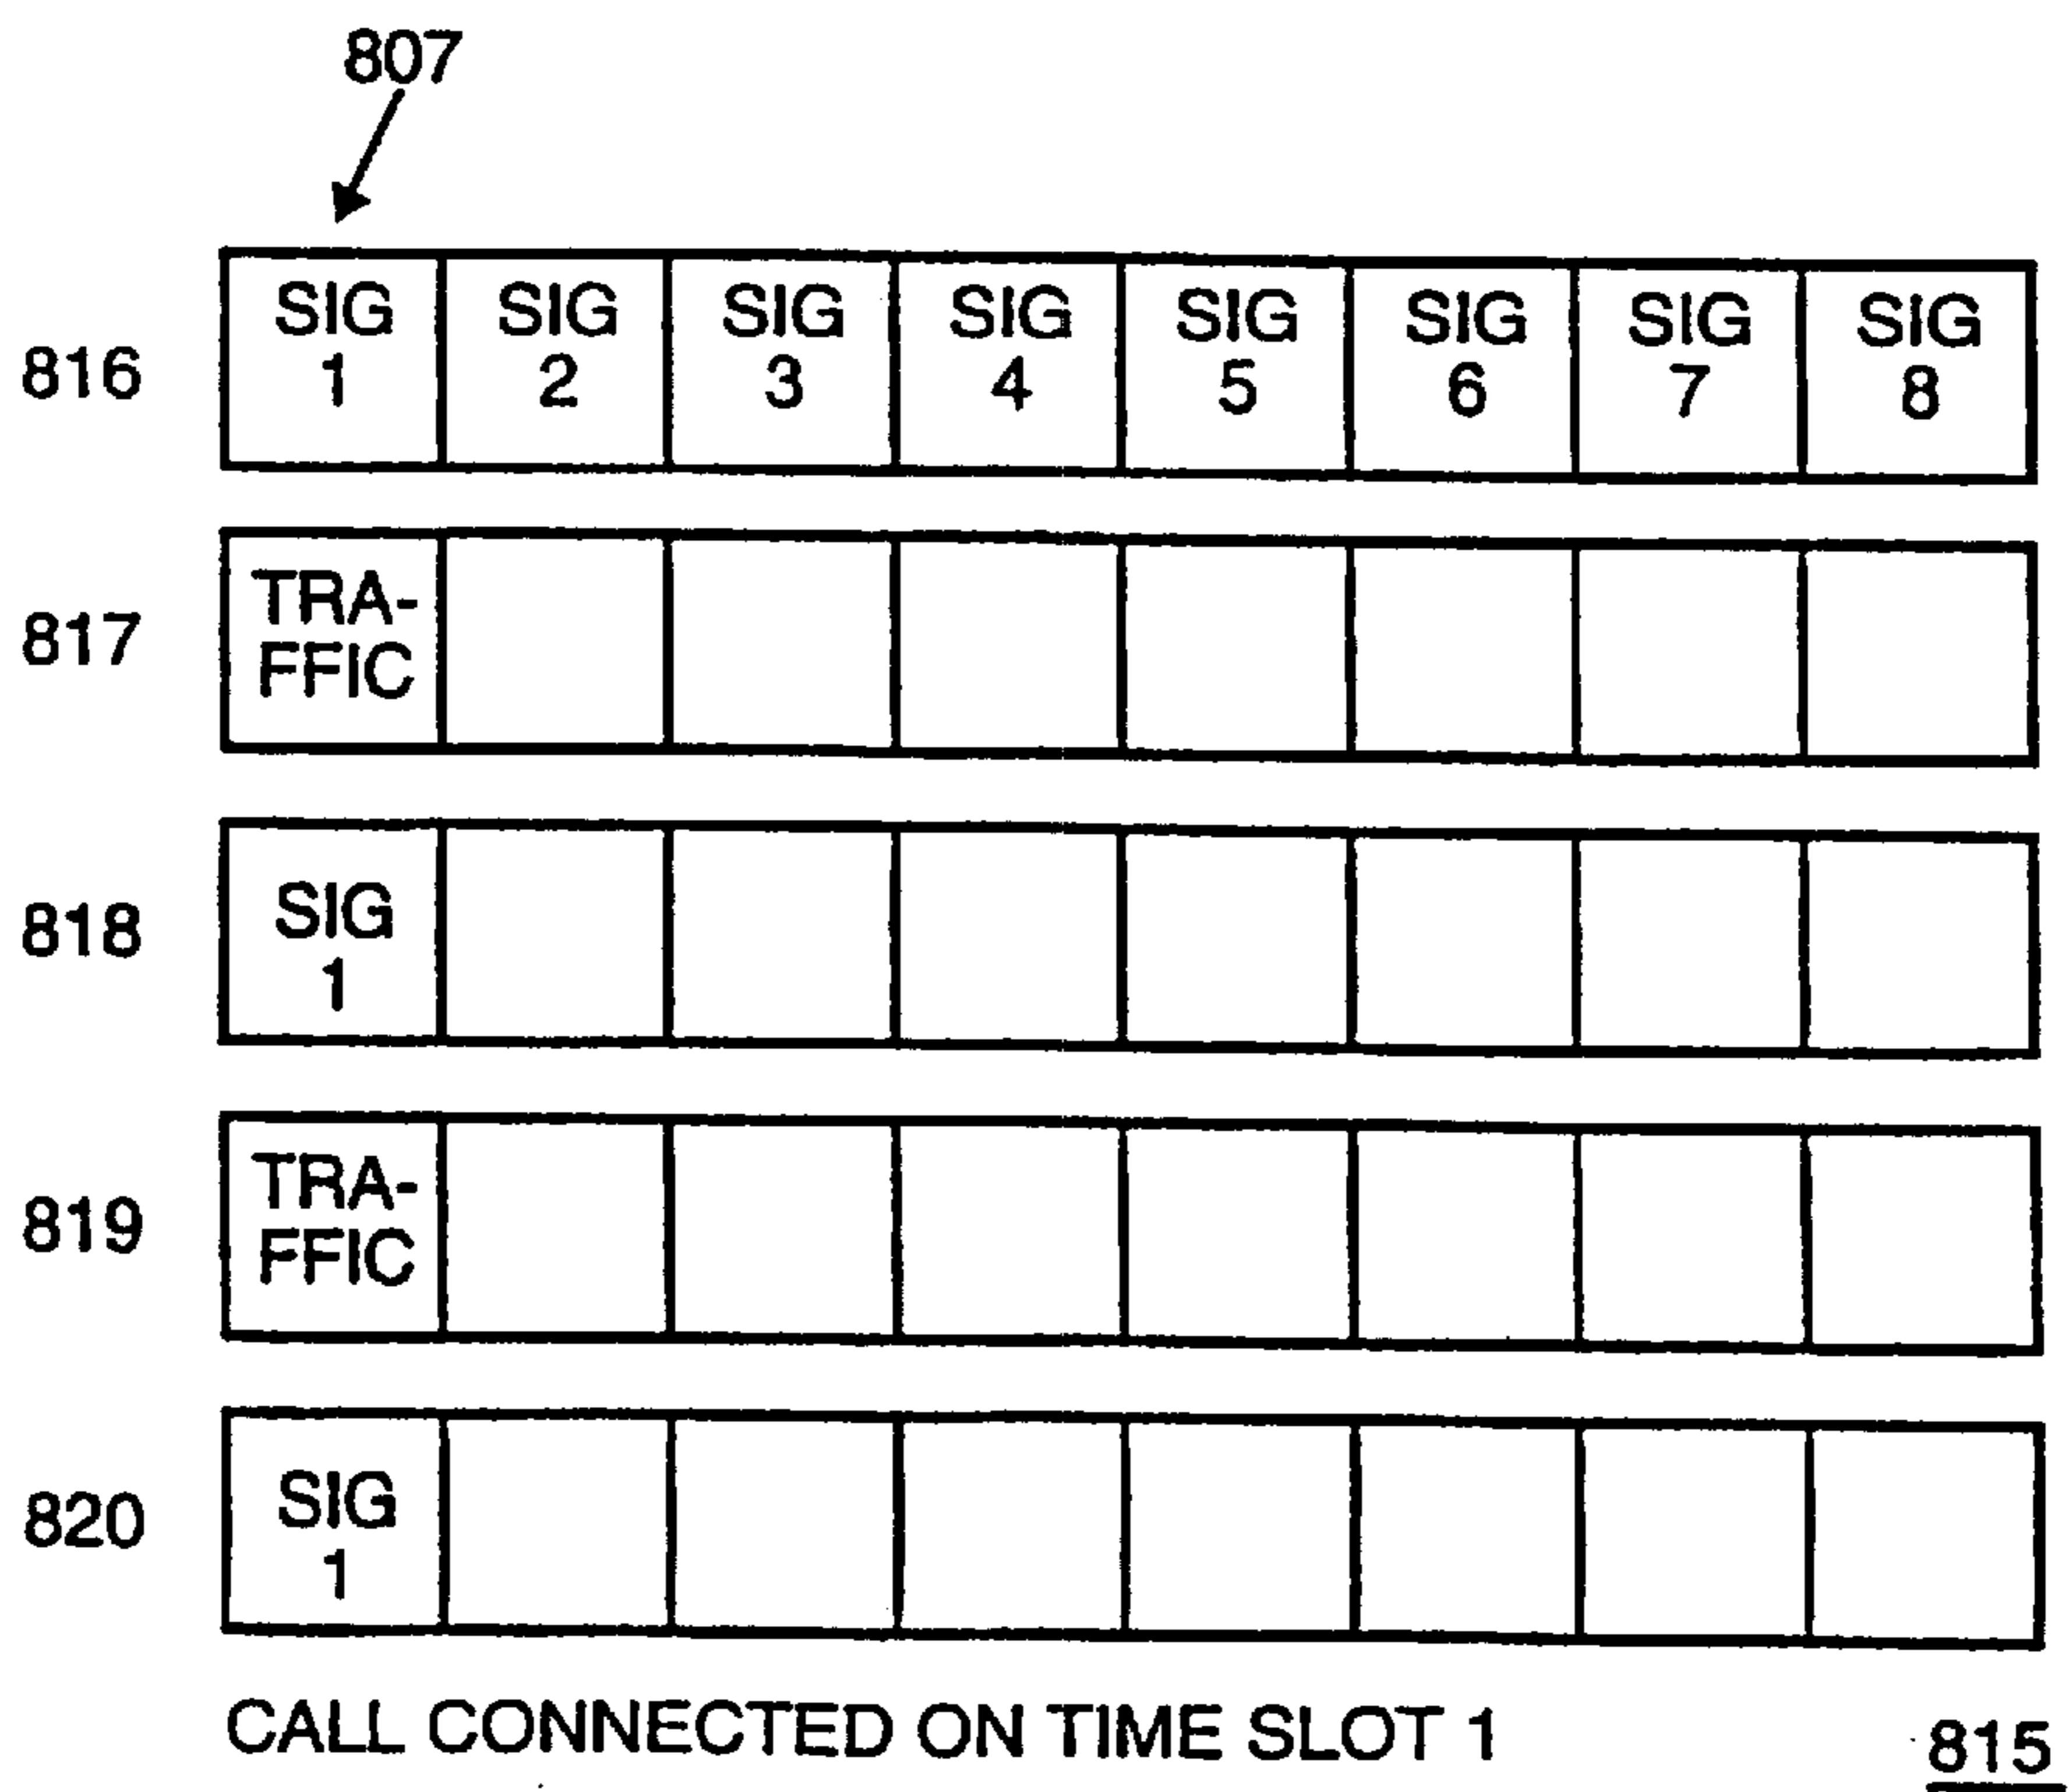 807
816
SIG 1 SIG 2 SIG 3 SIG 4 SIG 5 SIG 6 SIG 7 SIG 8
817
TRA-
FFIC
818
SIG
1
819
TRA-
FFIC
820
SIG
1
CALL CONNECTED ON TIME SLOT 1
815